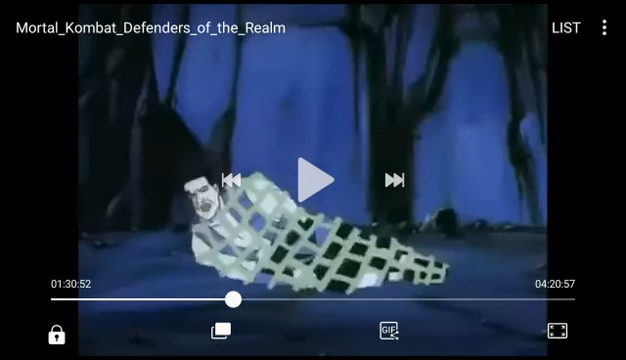 Mortal_Kombat_Defenders_of_the_Realm
LIST
01:30:52
04:20:57
GIF